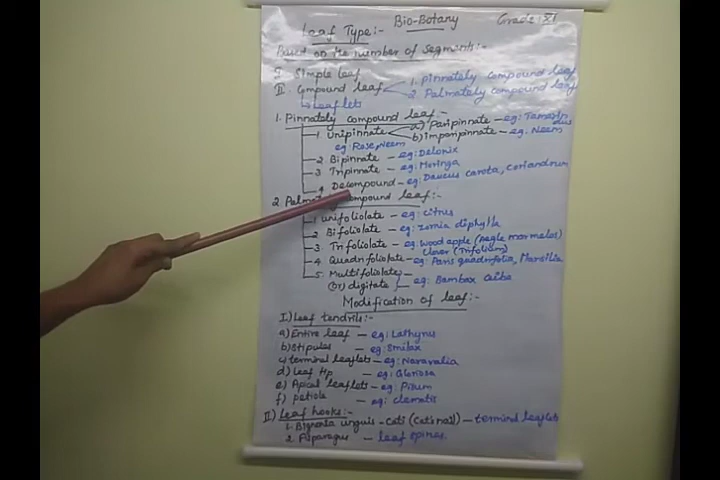 Bio-Botany
Grade XI
Leaf Type:-
Based on the number of segments:-
I Simple leaf
II. Compound leaf 1. Pinnately compound leaf
leaflets 2. Palmately compound leaf
1. Pinnately compound leaf:-
1. Unipinnate a) Paripinnate - eg: Tamarindus
eg: Rose, Neem b) imparipinnate - eg. Neem
2 Bipinnate - eg: Delonix
3 Tripinnate - eg: Moringa
4 Decompound - eg: Daucus carota, Coriandrum
2. compound leaf:-
1 Unifoliolate - eg: citrus
2 Bifoliolate - eg: Zornia diphylla
3. Trifoliolate - eg: Wood apple (Aegle marmelos)
Clover (Trifolium)
4 Quadrifoliolate - eg: Paris quadrifolia, Marsilia
5. Multifoliolate
(or) digitate eg: Bombax ceiba
Modification of leaf:-
I.) Leaf tendrils:-
a) Entire leaf - eg: Lathyrus
b) Stipules - eg: Smilax
c) terminal leaflets - eg: Naravalia
d) Leaf tip - eg: Gloriosa
e) Apical leaflets - eg: Pisum
f) petiole - eg: clematis
II) Leaf hooks:-
1. Bignonia unguis - cati (Cat's nail) - terminal leaflets
2. Asparagus - leaf spines